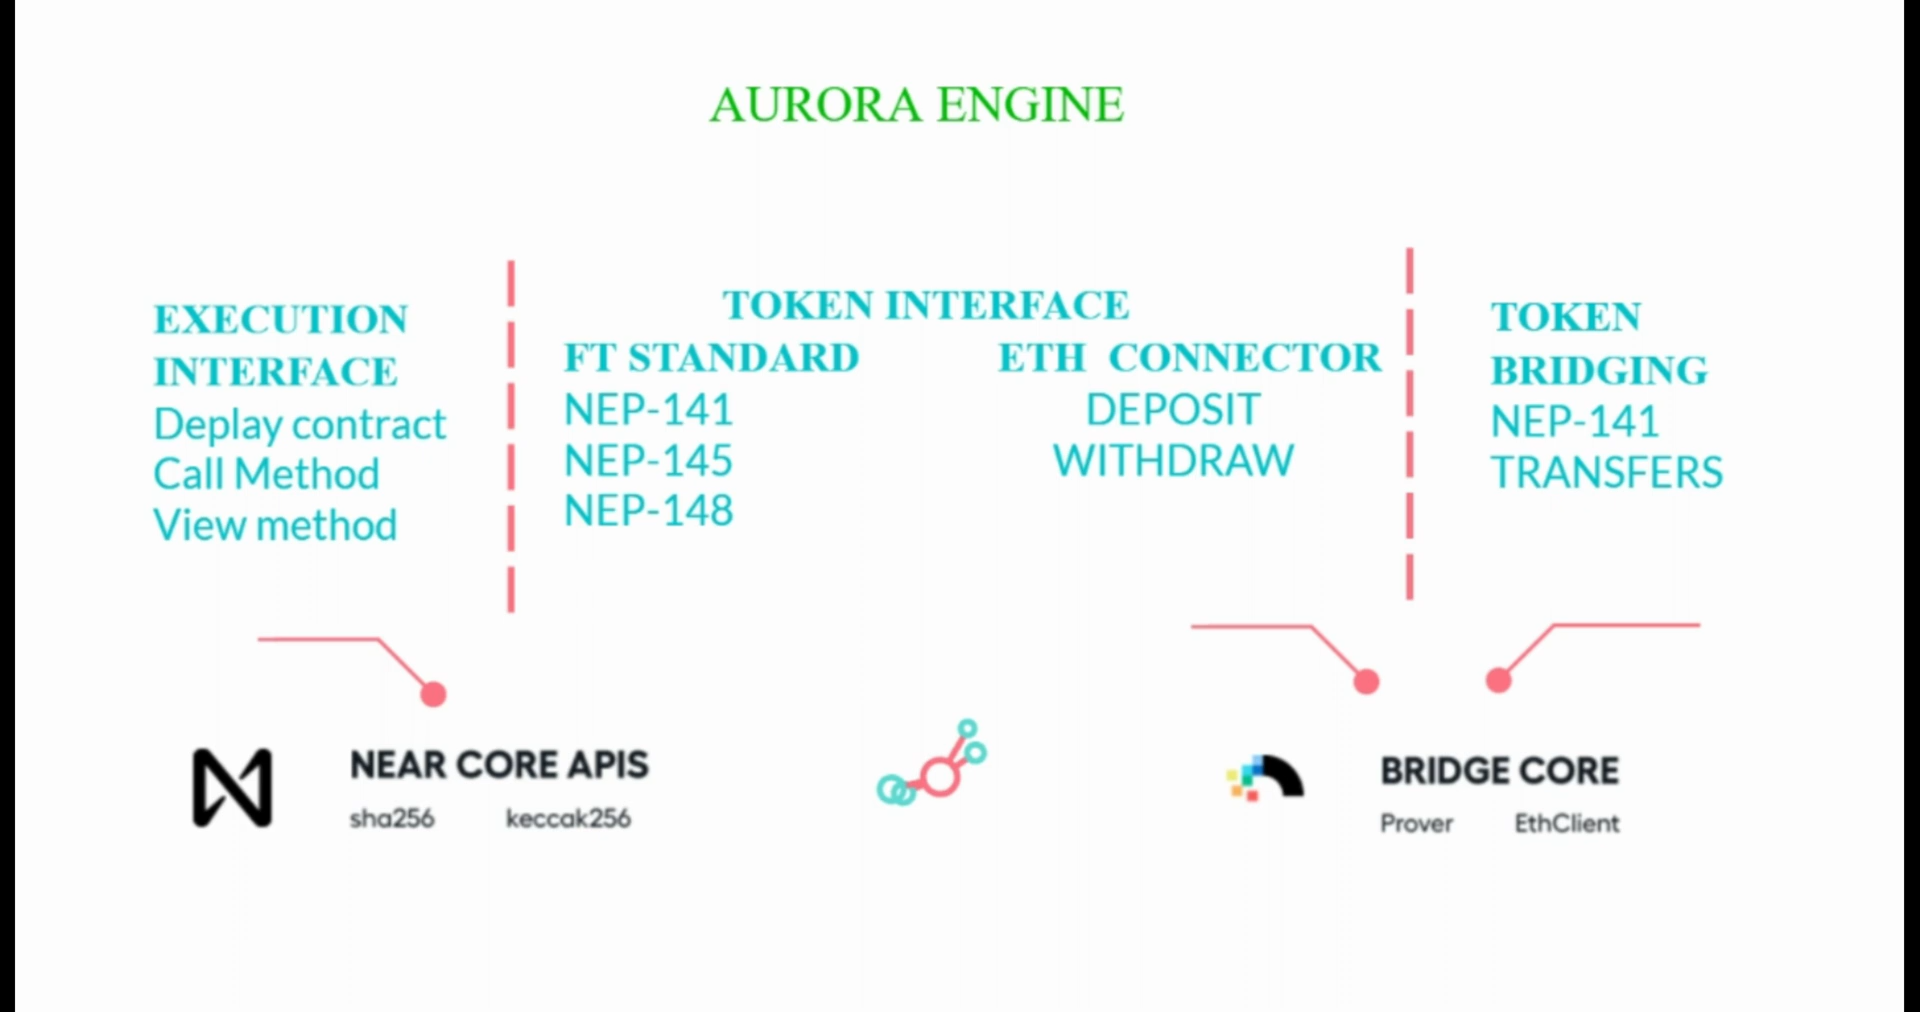 AURORA ENGINE
EXECUTION
INTERFACE
Deplay contract
Call Method
View method
TOKEN INTERFACE
FT STANDARD
NEP-141
NEP-145
NEP-148
ETH CONNECTOR
DEPOSIT
WITHDRAW
TOKEN
BRIDGING
NEP-141
TRANSFERS
NEAR CORE APIS
sha256 keccak256
BRIDGE CORE
Prover EthClient